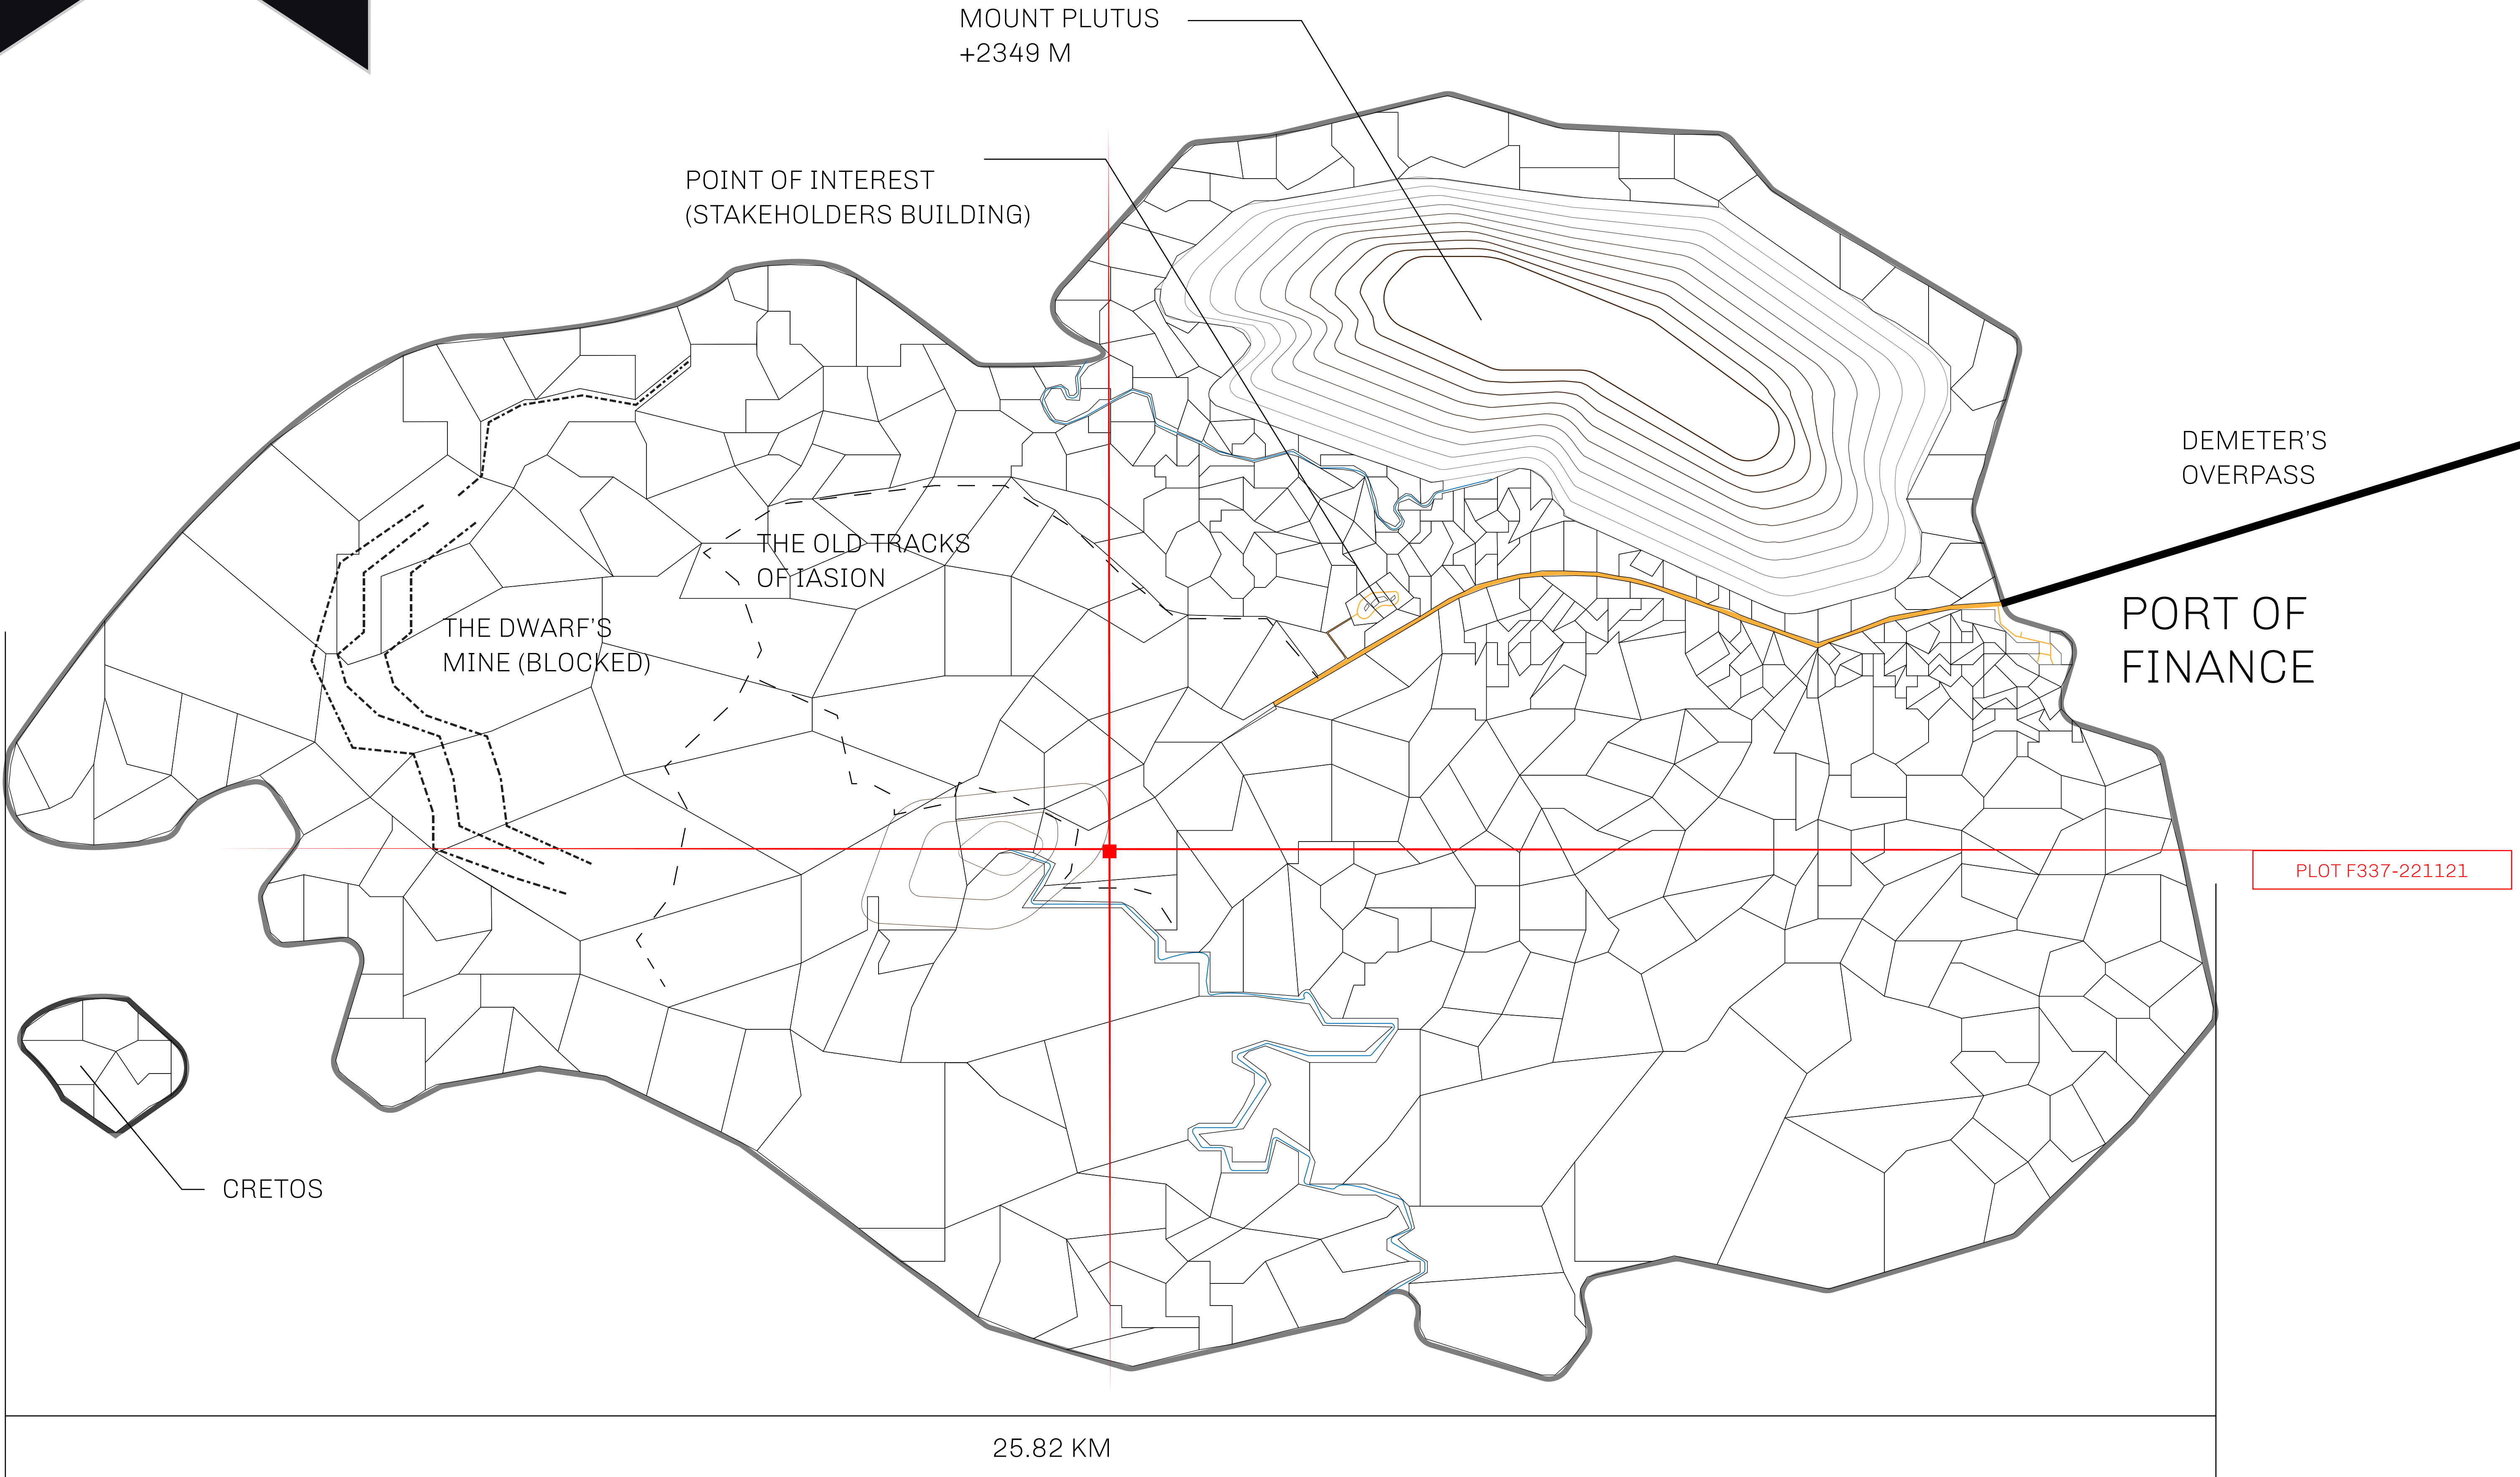 MOUNT PLUTUS
+2349 M
POINT OF INTEREST
(STAKEHOLDERS BUILDING)
DEMETER'S
OVERPASS
THE OLD TRACKS
OF IASION
PORT OF
FINANCE
THE DWARF'S
MINE (BLOCKED)
PLOT F337-221121
CRETOS
25.82 KM